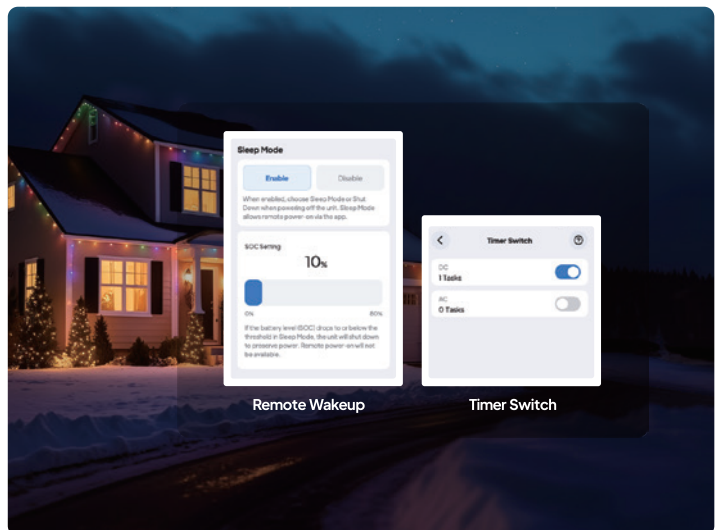 Sleep Mode
Enable
Disable
When enabled, choose Sleep Mode or Shut
Down when powering off the unit. Sleep Mode
allows remote power-on via the app.
SOC Setting
10%
0%
80%
If the battery level (SOC) drops to or below the
threshold in Sleep Mode, the unit will shut down
to preserve power. Remote power-on will not
be available.
Remote Wakeup
Timer Switch
DC
1 Tasks
AC
0 Tasks
Timer Switch